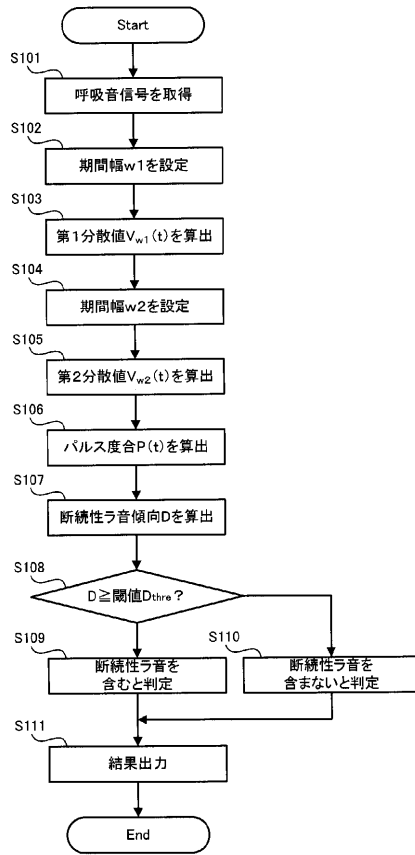 Start
S101
呼吸音信号を取得
S102
期間幅w1を設定
S103
第1分散値Vw1(t)を算出
S104
期間幅w2を設定
S105
第2分散値Vw2(t)を算出
S106
パルス度合P(t)を算出
S107
断続性ラ音傾向Dを算出
S108
D≧閾値Dthre?
S109
断続性ラ音を
含むと判定
S110
断続性ラ音を
含まないと判定
S111
結果出力
End